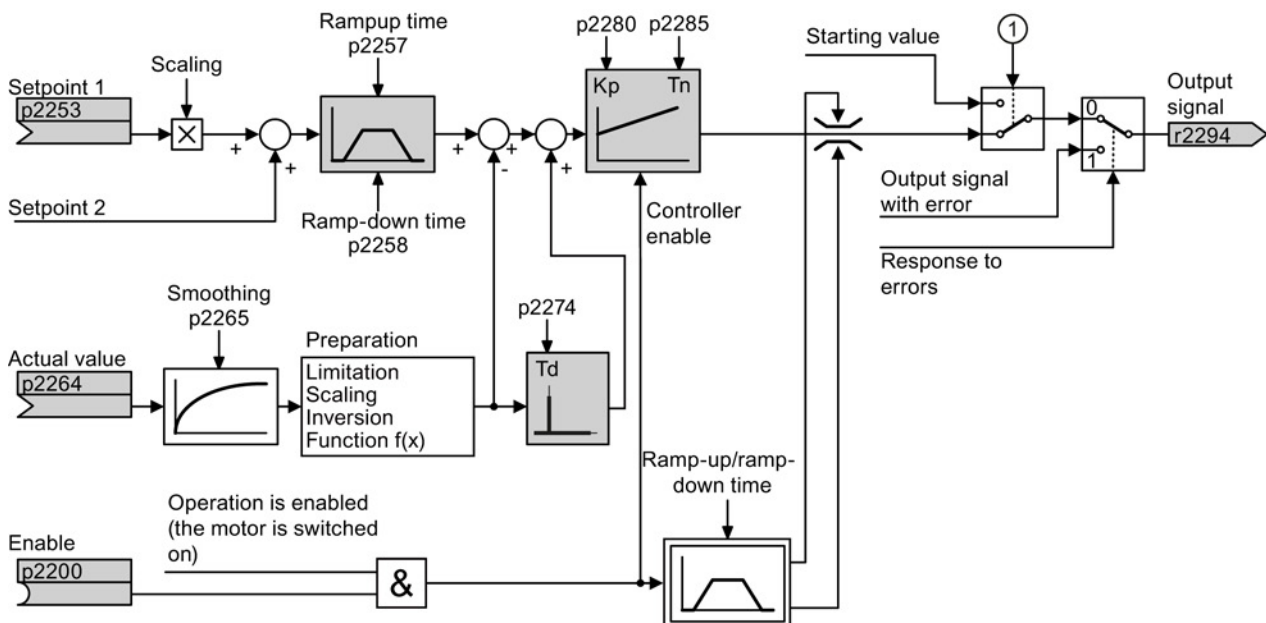 Rampup time
p2257
p2280
p2285
Starting value
1
Scaling
Setpoint 1
p2253
Kp
Tn
Output
signal
r2294
0
1
+
+
+
-
+
+
Setpoint 2
Ramp-down time
p2258
Controller
enable
Output signal
with error
Response to
errors
Smoothing
p2265
p2274
Preparation
Limitation
Scaling
Inversion
Function f(x)
Td
Actual value
p2264
Ramp-up/ramp-
down time
Operation is enabled
(the motor is switched
on)
Enable
p2200
&